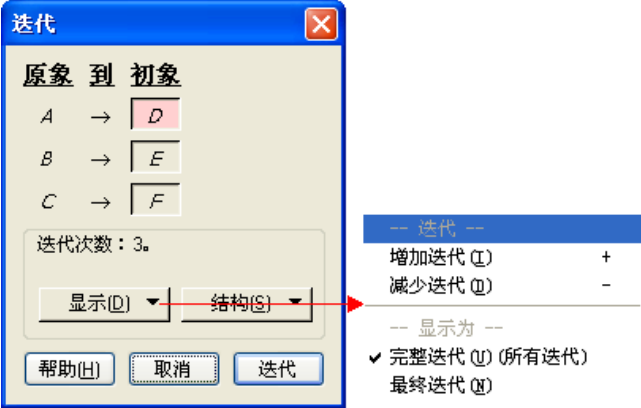 迭代
原象 到 初象
A → D
B → E
C → F
迭代次数：3。
显示(D) 结构(S)
帮助(H) 取消 迭代
-- 迭代 --
增加迭代(I) +
减少迭代(D) -
-- 显示为 --
✓ 完整迭代(U) (所有迭代)
最终迭代(N)